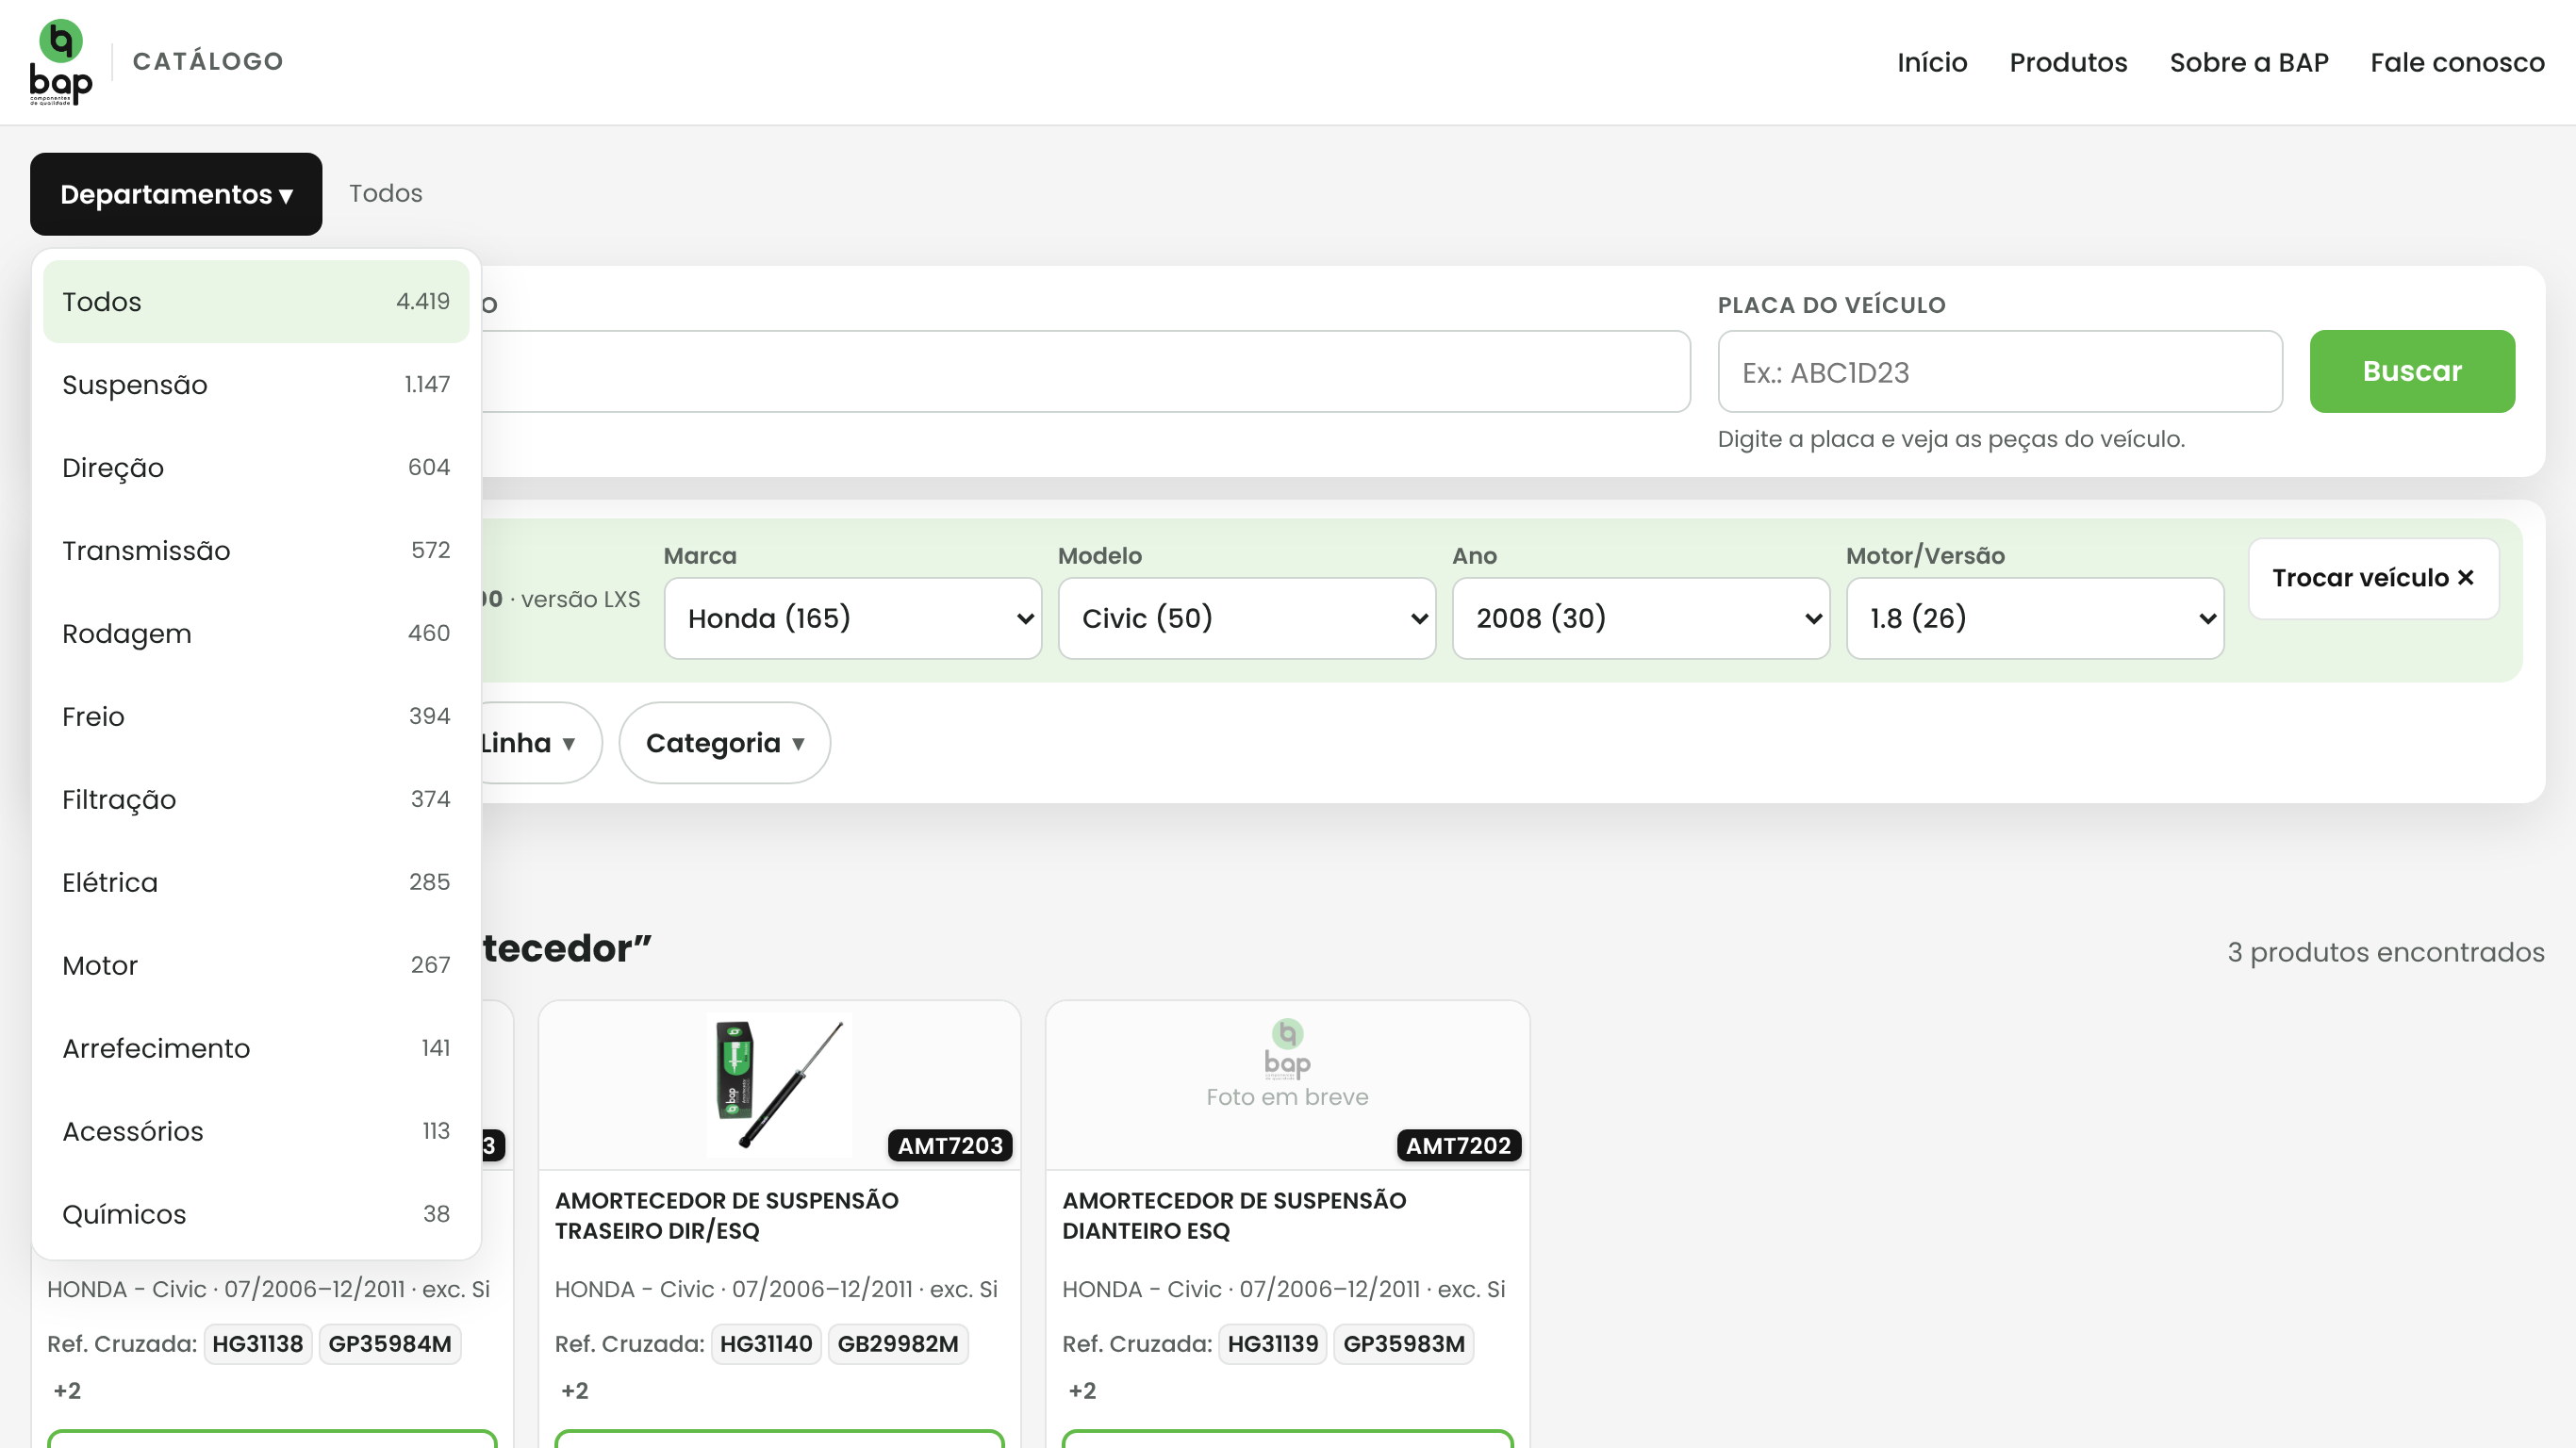 bap
componentes
de qualidade
CATÁLOGO
Início
Produtos
Sobre a BAP
Fale conosco
Departamentos ▾
Todos
Todos 4.419
Suspensão 1.147
Direção 604
Transmissão 572
Rodagem 460
Freio 394
Filtração 374
Elétrica 285
Motor 267
Arrefecimento 141
Acessórios 113
Químicos 38
PLACA DO VEÍCULO
Ex.: ABC1D23
Buscar
Digite a placa e veja as peças do veículo.
· versão LXS
Marca
Honda (165)
Modelo
Civic (50)
Ano
2008 (30)
Motor/Versão
1.8 (26)
Trocar veículo ✕
Linha ▾
Categoria ▾
tecedor”
3 produtos encontrados
3
HONDA - Civic · 07/2006–12/2011 · exc. Si
Ref. Cruzada: HG31138 GP35984M
+2
bap
AMT7203
AMORTECEDOR DE SUSPENSÃO
TRASEIRO DIR/ESQ
HONDA - Civic · 07/2006–12/2011 · exc. Si
Ref. Cruzada: HG31140 GB29982M
+2
bap
Foto em breve
AMT7202
AMORTECEDOR DE SUSPENSÃO
DIANTEIRO ESQ
HONDA - Civic · 07/2006–12/2011 · exc. Si
Ref. Cruzada: HG31139 GP35983M
+2